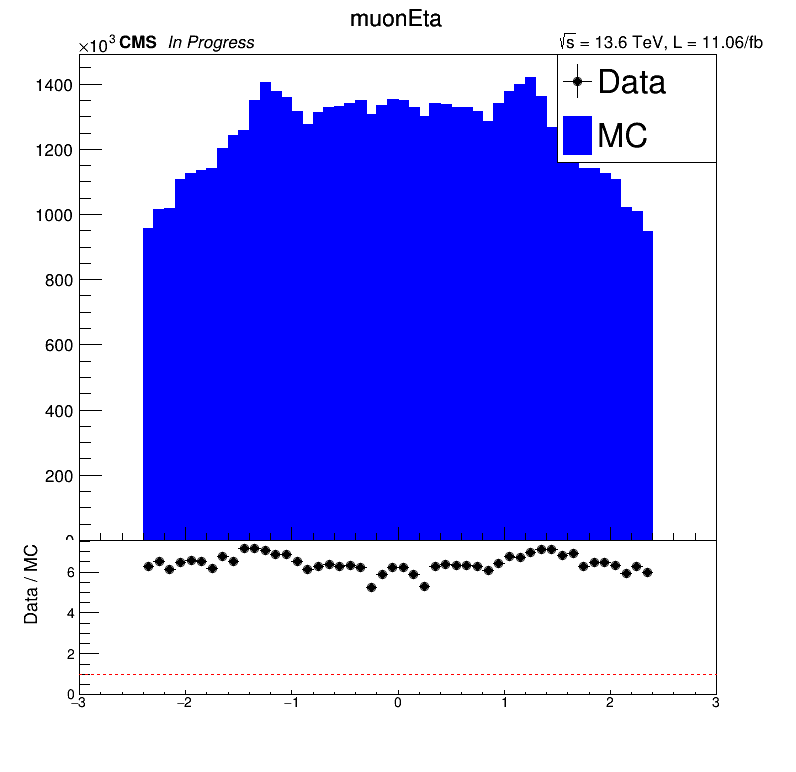 muonEta
×10³ CMS In Progress √s = 13.6 TeV, L = 11.06/fb
1400
1200
1000
800
600
400
200
0
Data
MC
Data / MC
6
4
2
0
−3 −2 −1 0 1 2 3